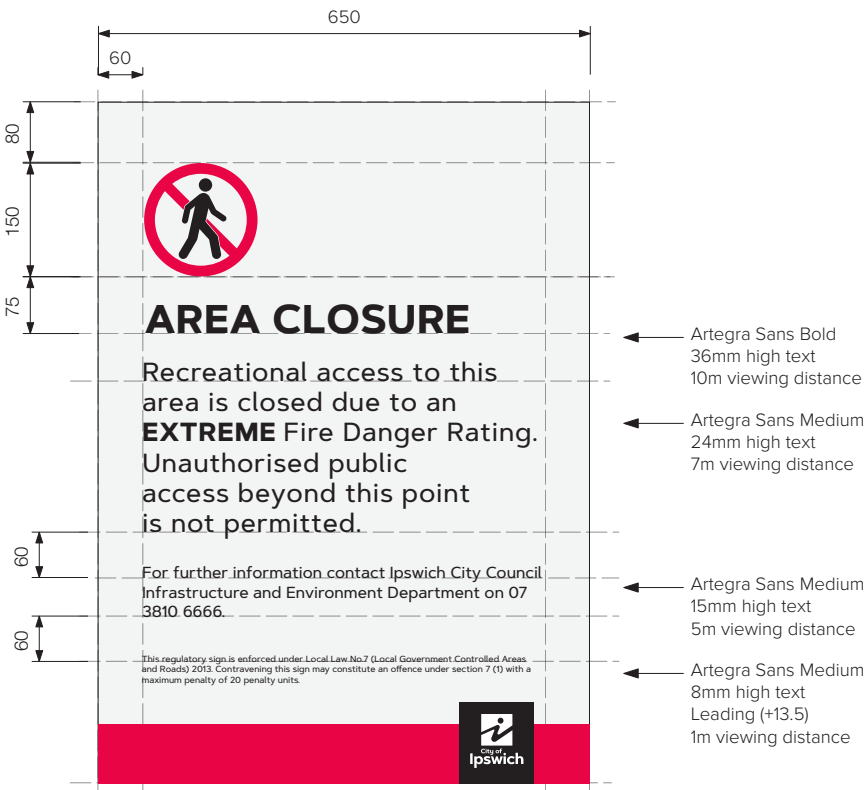 650
60
80
150
75
AREA CLOSURE
Recreational access to this
area is closed due to an
EXTREME Fire Danger Rating.
Unauthorised public
access beyond this point
is not permitted.
60
For further information contact Ipswich City Council
Infrastructure and Environment Department on 07
3810 6666.
60
This regulatory sign is enforced under Local Law No.7 (Local Government Controlled Areas
and Roads) 2013. Contravening this sign may constitute an offence under section 7 (1) with a
maximum penalty of 20 penalty units.
City of
Ipswich
Artegra Sans Bold
36mm high text
10m viewing distance
Artegra Sans Medium
24mm high text
7m viewing distance
Artegra Sans Medium
15mm high text
5m viewing distance
Artegra Sans Medium
8mm high text
Leading (+13.5)
1m viewing distance